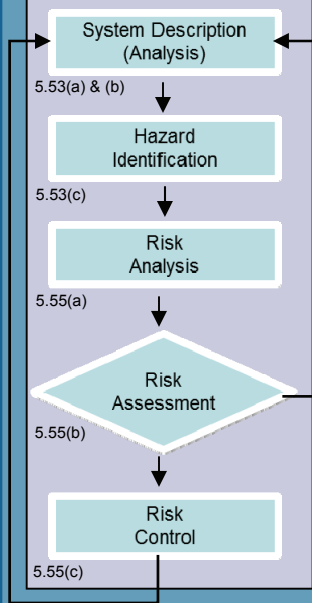 System Description
(Analysis)
5.53(a) & (b)
Hazard
Identification
5.53(c)
Risk
Analysis
5.55(a)
Risk
Assessment
5.55(b)
Risk
Control
5.55(c)